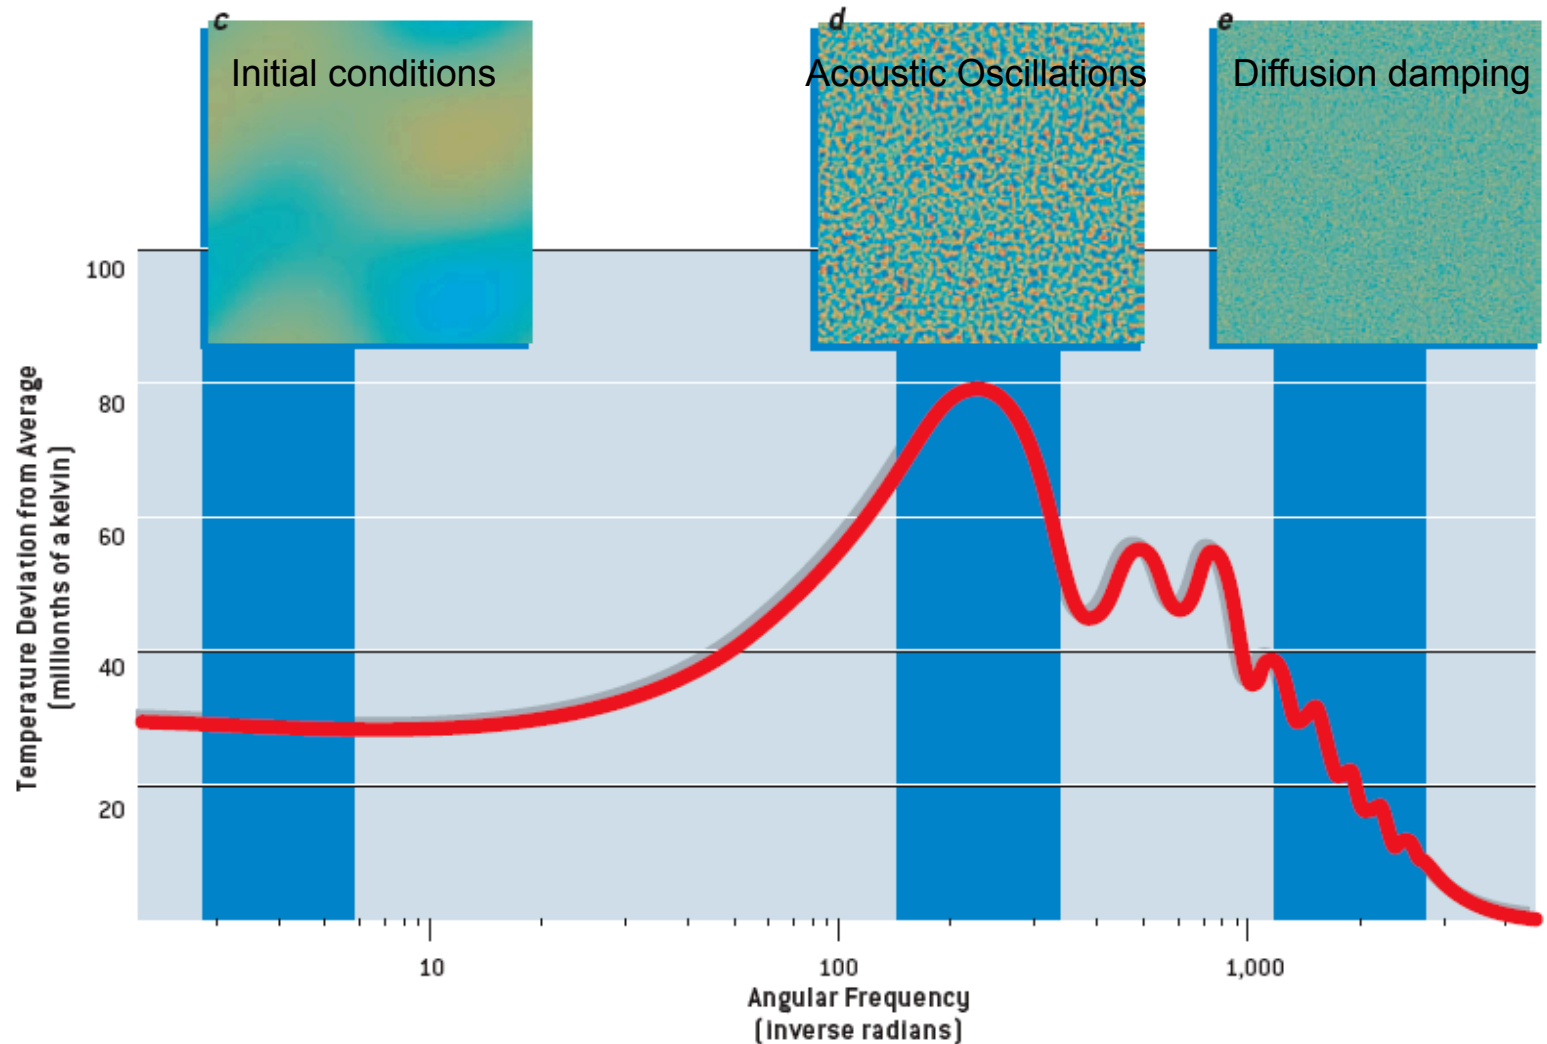 c
d
e
Initial conditions
Acoustic Oscillations
Diffusion damping
100
80
60
40
20
Temperature Deviation from Average
(millionths of a kelvin)
10
100
1,000
Angular Frequency
(inverse radians)